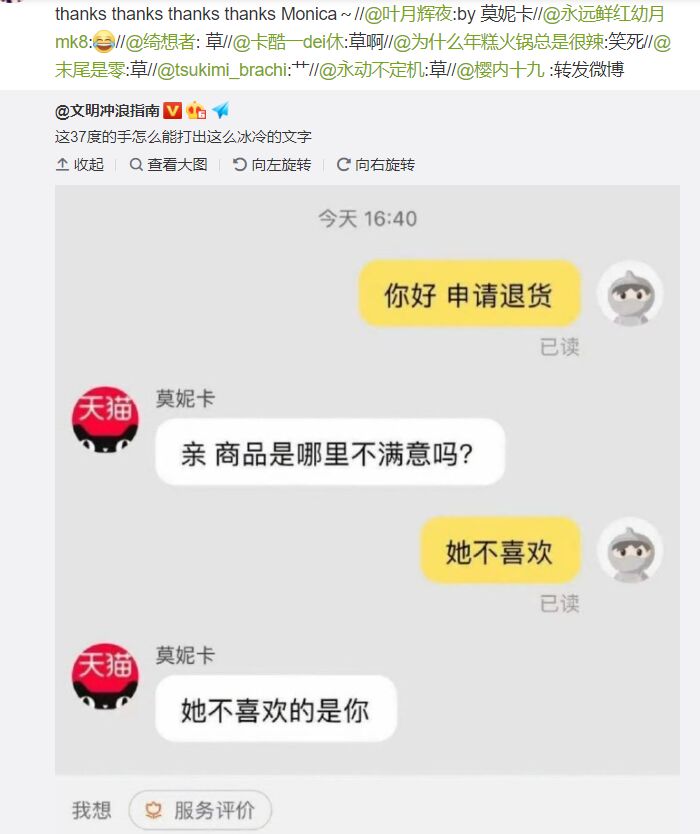 thanks thanks thanks thanks Monica～//@叶月辉夜:by 莫妮卡//@永远鲜红幼月
mk8:😂//@绮想者: 草//@卡酷一dei休:草啊//@为什么年糕火锅总是很辣:笑死//@
末尾是零:草//@tsukimi_brachi:艹//@永动不定机:草//@樱内十九 :转发微博
@文明冲浪指南
这37度的手怎么能打出这么冰冷的文字
收起 查看大图 向左旋转 向右旋转
今天 16:40
你好 申请退货
已读
天猫
莫妮卡
亲 商品是哪里不满意吗?
她不喜欢
已读
天猫
莫妮卡
她不喜欢的是你
我想 服务评价